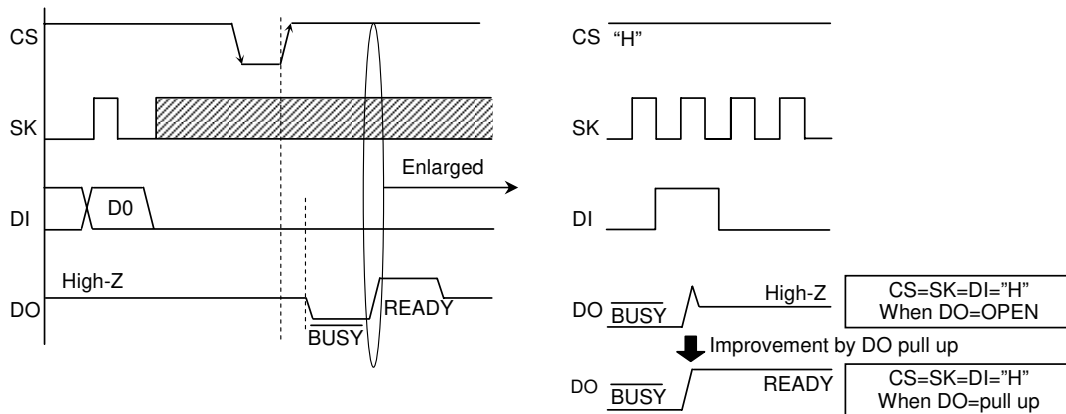 CS
SK
Enlarged
D0
DI
High-Z
DO
READY
BUSY
CS “H”
SK
DI
High-Z
DO
BUSY
CS=SK=DI=”H”
When DO=OPEN
Improvement by DO pull up
DO
BUSY
READY
CS=SK=DI=”H”
When DO=pull up